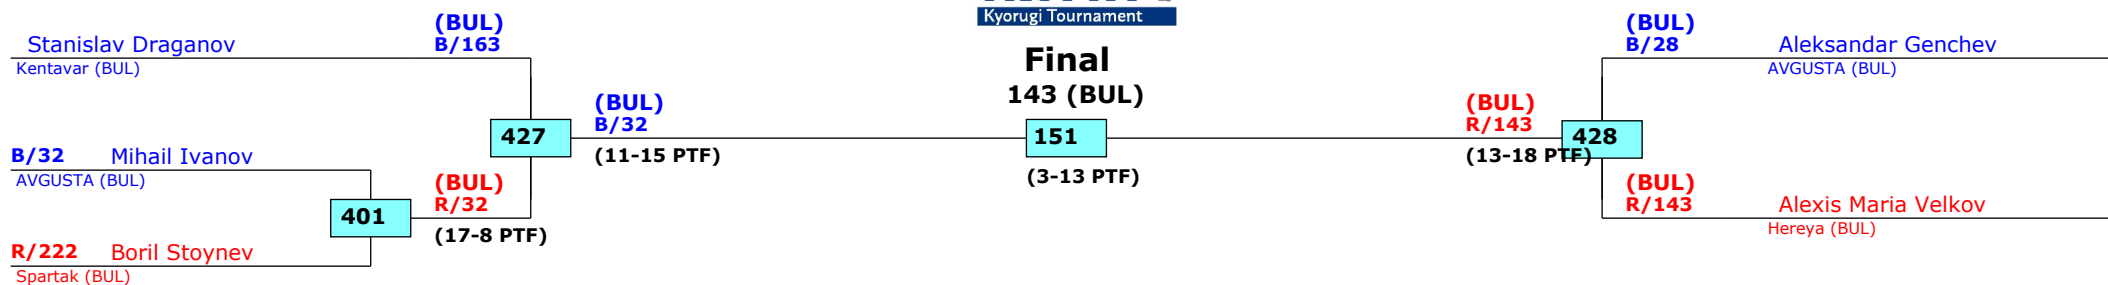 Kyorugi Tournament
Final
143 (BUL)
151
(3-13 PTF)
(BUL)
B/163
Stanislav Draganov
Kentavar (BUL)
427
(BUL)
B/32
(11-15 PTF)
B/32 Mihail Ivanov
AVGUSTA (BUL)
401
(BUL)
R/32
(17-8 PTF)
R/222 Boril Stoynev
Spartak (BUL)
(BUL)
B/28 Aleksandar Genchev
AVGUSTA (BUL)
(BUL)
R/143
428
(13-18 PTF)
(BUL)
R/143 Alexis Maria Velkov
Hereya (BUL)